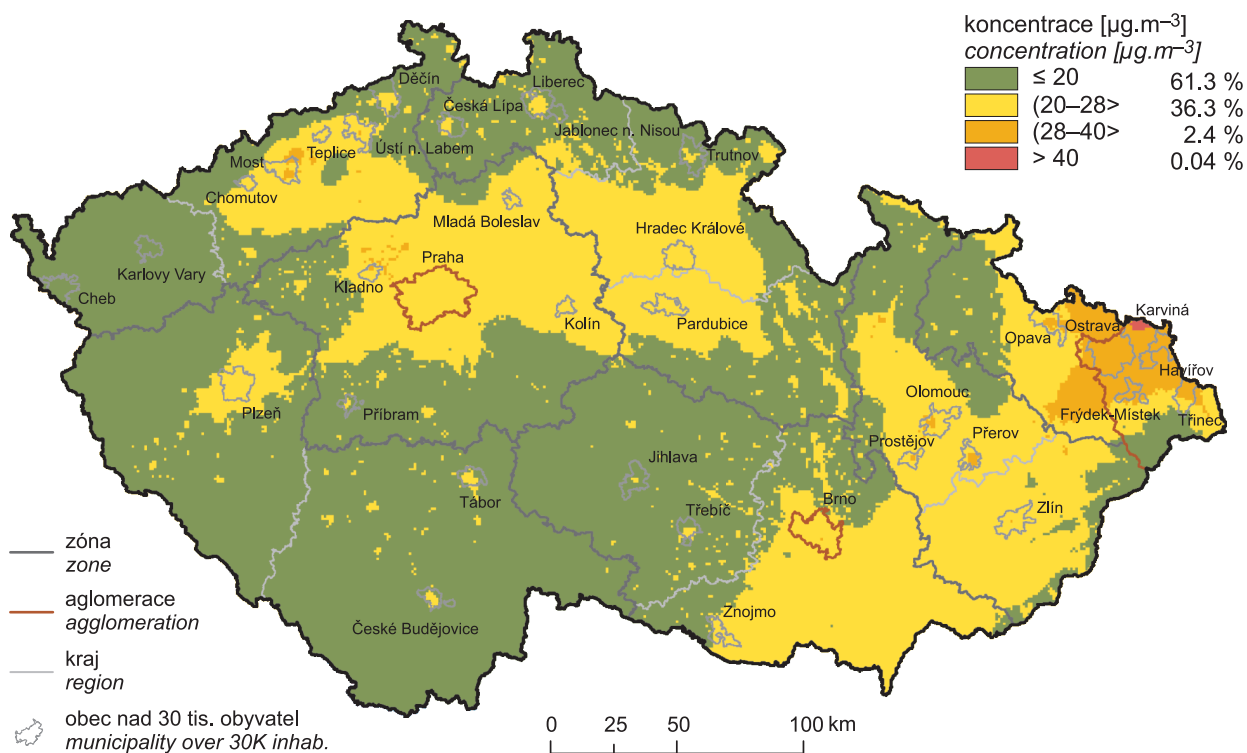 koncentrace [µg.m⁻³]
concentration [µg.m⁻³]
≤ 20 61.3 %
(20–28> 36.3 %
(28–40> 2.4 %
> 40 0.04 %
Děčín
Liberec
Česká Lípa
Jablonec n. Nisou
Ústí n. Labem
Teplice
Trutnov
Most
Chomutov
Mladá Boleslav
Hradec Králové
Karlovy Vary
Praha
Cheb
Kladno
Kolín
Pardubice
Karviná
Ostrava
Opava
Havířov
Olomouc
Frýdek-Místek
Třinec
Plzeň
Příbram
Prostějov
Přerov
Jihlava
Tábor
Třebíč
Brno
Zlín
Znojmo
České Budějovice
zóna
zone
aglomerace
agglomeration
kraj
region
obec nad 30 tis. obyvatel
municipality over 30K inhab.
0 25 50 100 km